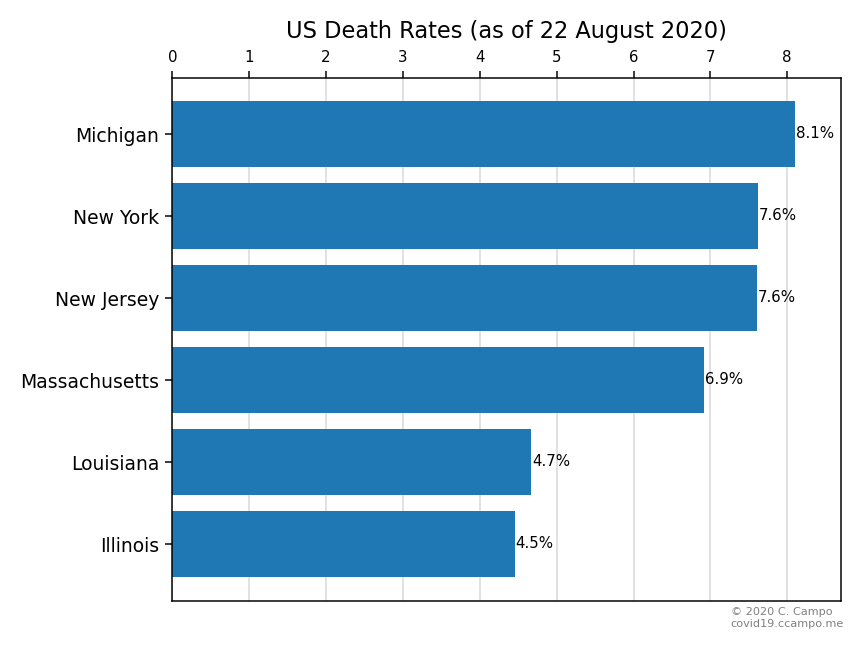 US Death Rates (as of 22 August 2020)
0 1 2 3 4 5 6 7 8
Michigan 8.1%
New York 7.6%
New Jersey 7.6%
Massachusetts 6.9%
Louisiana 4.7%
Illinois 4.5%
© 2020 C. Campo
covid19.ccampo.me